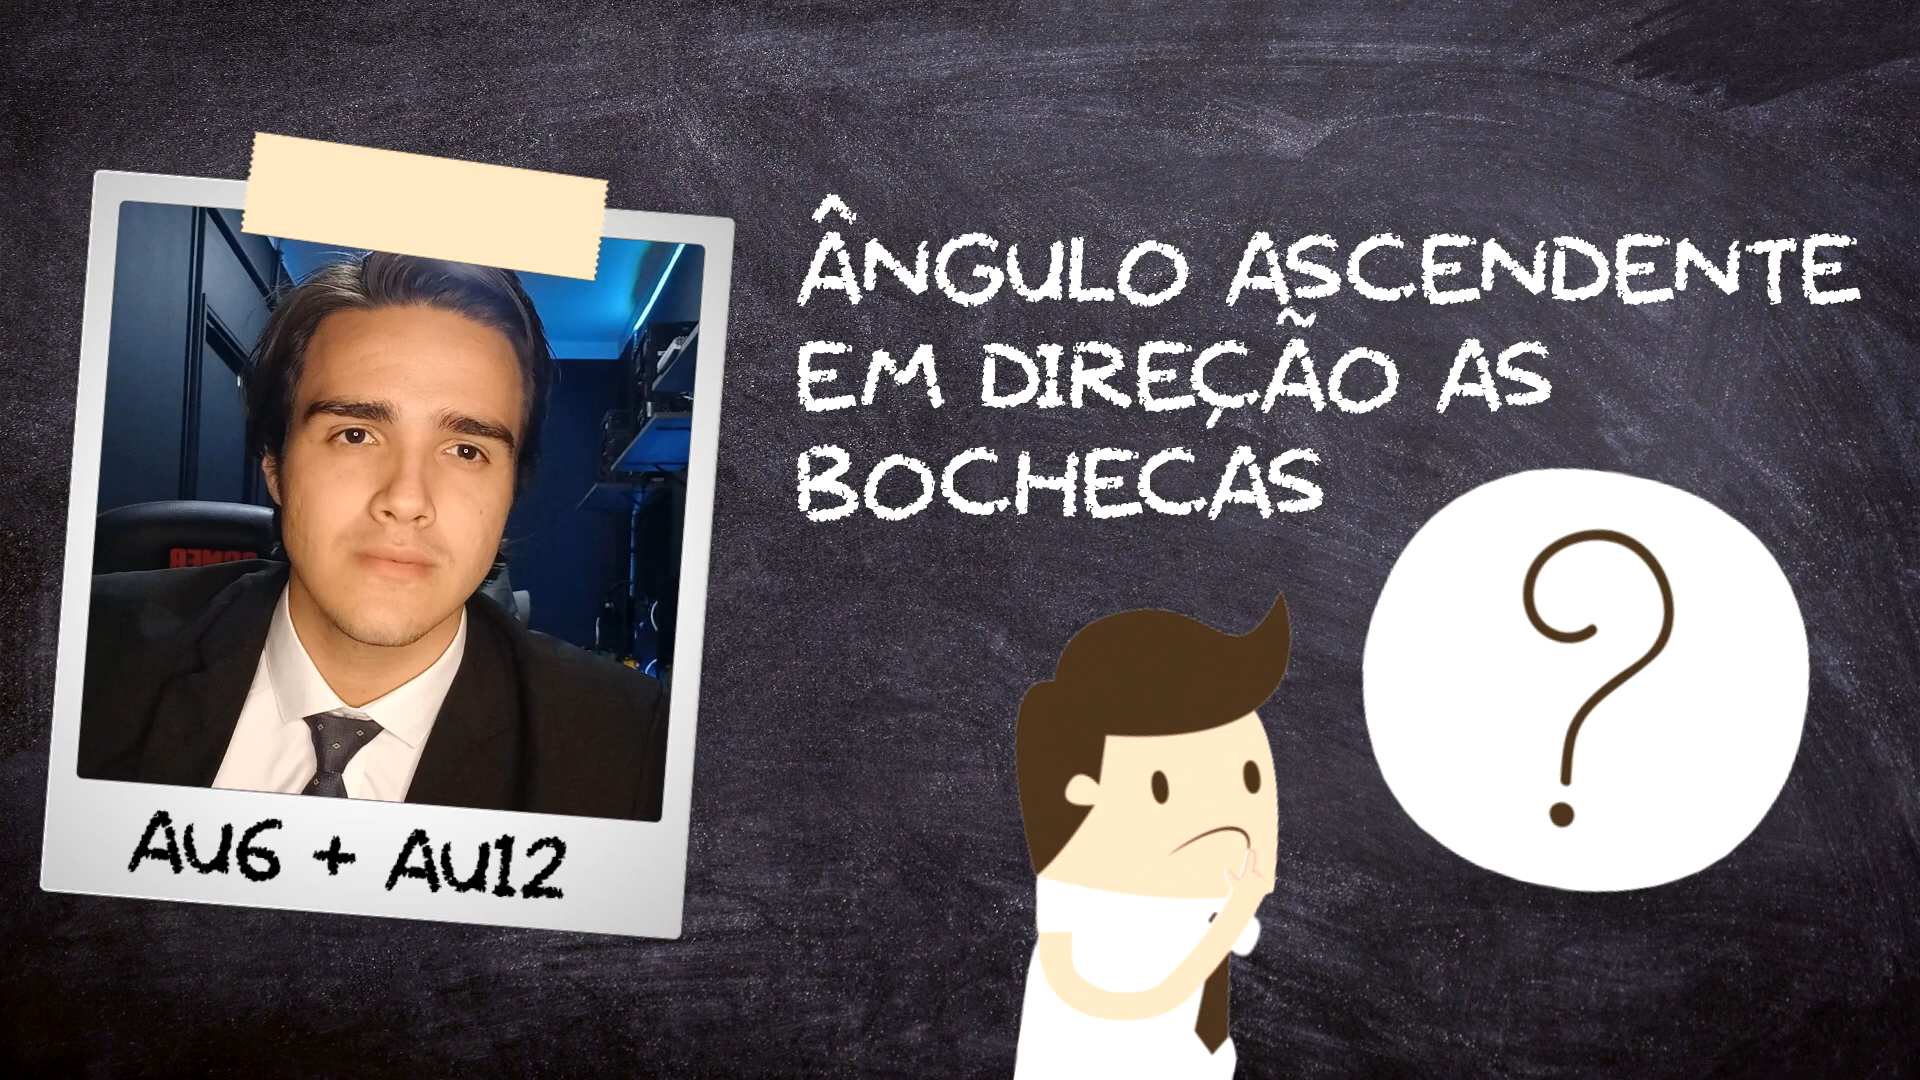 ÂNGULO ASCENDENTE
EM DIREÇÃO AS
BOCHECAS
AU6 + AU12